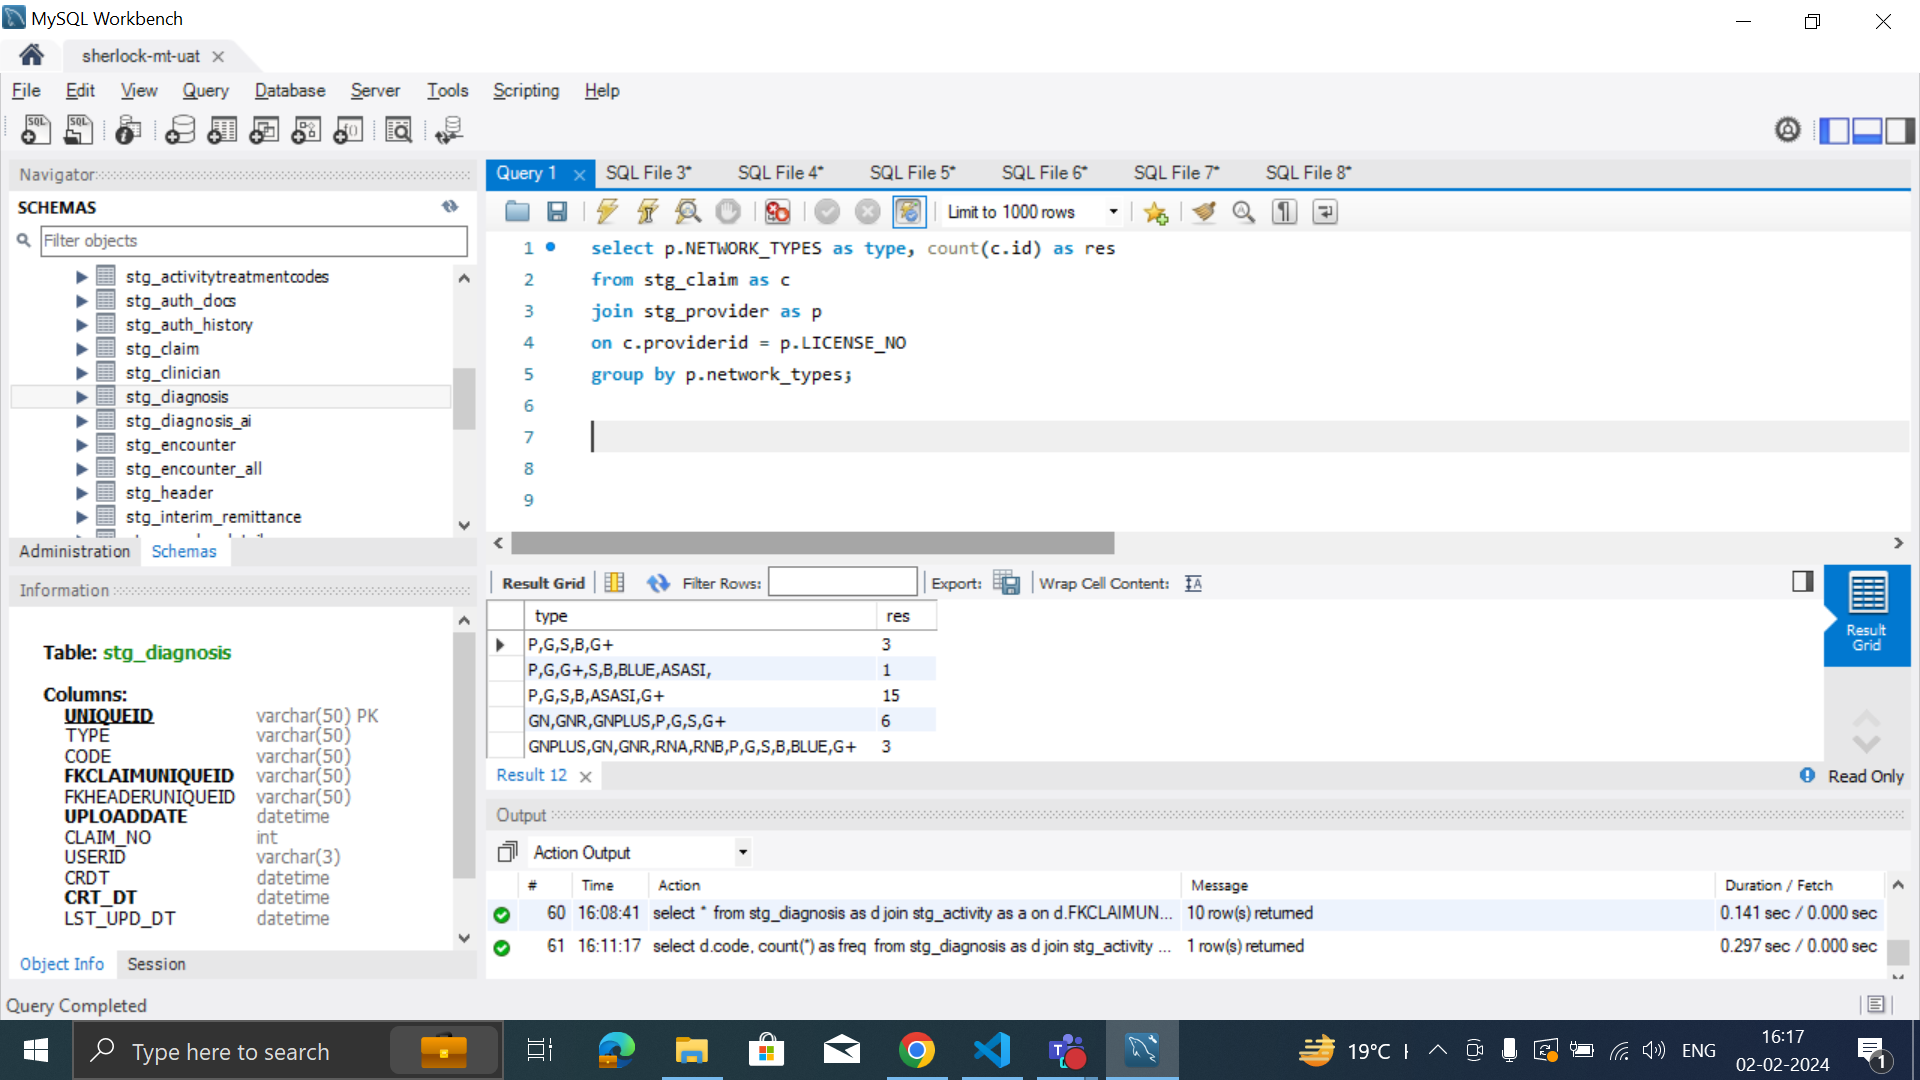 MySQL Workbench
sherlock-mt-uat
File Edit View Query Database Server Tools Scripting Help
Navigator
SCHEMAS
Filter objects
stg_activitytreatmentcodes
stg_auth_docs
stg_auth_history
stg_claim
stg_clinician
stg_diagnosis
stg_diagnosis_ai
stg_encounter
stg_encounter_all
stg_header
stg_interim_remittance
Administration Schemas
Information
Table: stg_diagnosis
Columns:
UNIQUEID varchar(50) PK
TYPE varchar(50)
CODE varchar(50)
FKCLAIMUNIQUEID varchar(50)
FKHEADERUNIQUEID varchar(50)
UPLOADDATE datetime
CLAIM_NO int
USERID varchar(3)
CRDT datetime
CRT_DT datetime
LST_UPD_DT datetime
Object Info Session
Query Completed
Query 1 SQL File 3* SQL File 4* SQL File 5* SQL File 6* SQL File 7* SQL File 8*
Limit to 1000 rows
1 select p.NETWORK_TYPES as type, count(c.id) as res
2 from stg_claim as c
3 join stg_provider as p
4 on c.providerid = p.LICENSE_NO
5 group by p.network_types;
6
7
8
9
Result Grid Filter Rows: Export: Wrap Cell Content:
type res
P,G,S,B,G+ 3
P,G,G+,S,B,BLUE,ASASI, 1
P,G,S,B,ASASI,G+ 15
GN,GNR,GNPLUS,P,G,S,G+ 6
GNPLUS,GN,GNR,RNA,RNB,P,G,S,B,BLUE,G+ 3
Result
Grid
Result 12
Read Only
Output
Action Output
# Time Action Message Duration / Fetch
60 16:08:41 select * from stg_diagnosis as d join stg_activity as a on d.FKCLAIMUN... 10 row(s) returned 0.141 sec / 0.000 sec
61 16:11:17 select d.code, count(*) as freq from stg_diagnosis as d join stg_activity ... 1 row(s) returned 0.297 sec / 0.000 sec
Type here to search
19°C
ENG
16:17
02-02-2024
1